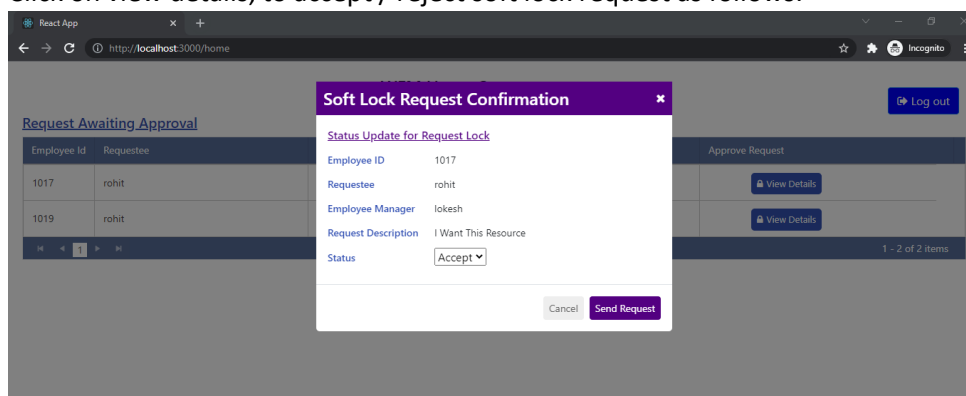 Click on view details, to accept / reject soft lock request as follows:
React App
http://localhost:3000/home
Incognito
Log out
Request Awaiting Approval
Employee Id Requestee Approve Request
1017 rohit View Details
1019 rohit View Details
1 1 - 2 of 2 items
Soft Lock Request Confirmation
Status Update for Request Lock
Employee ID 1017
Requestee rohit
Employee Manager lokesh
Request Description I Want This Resource
Status Accept
Cancel Send Request